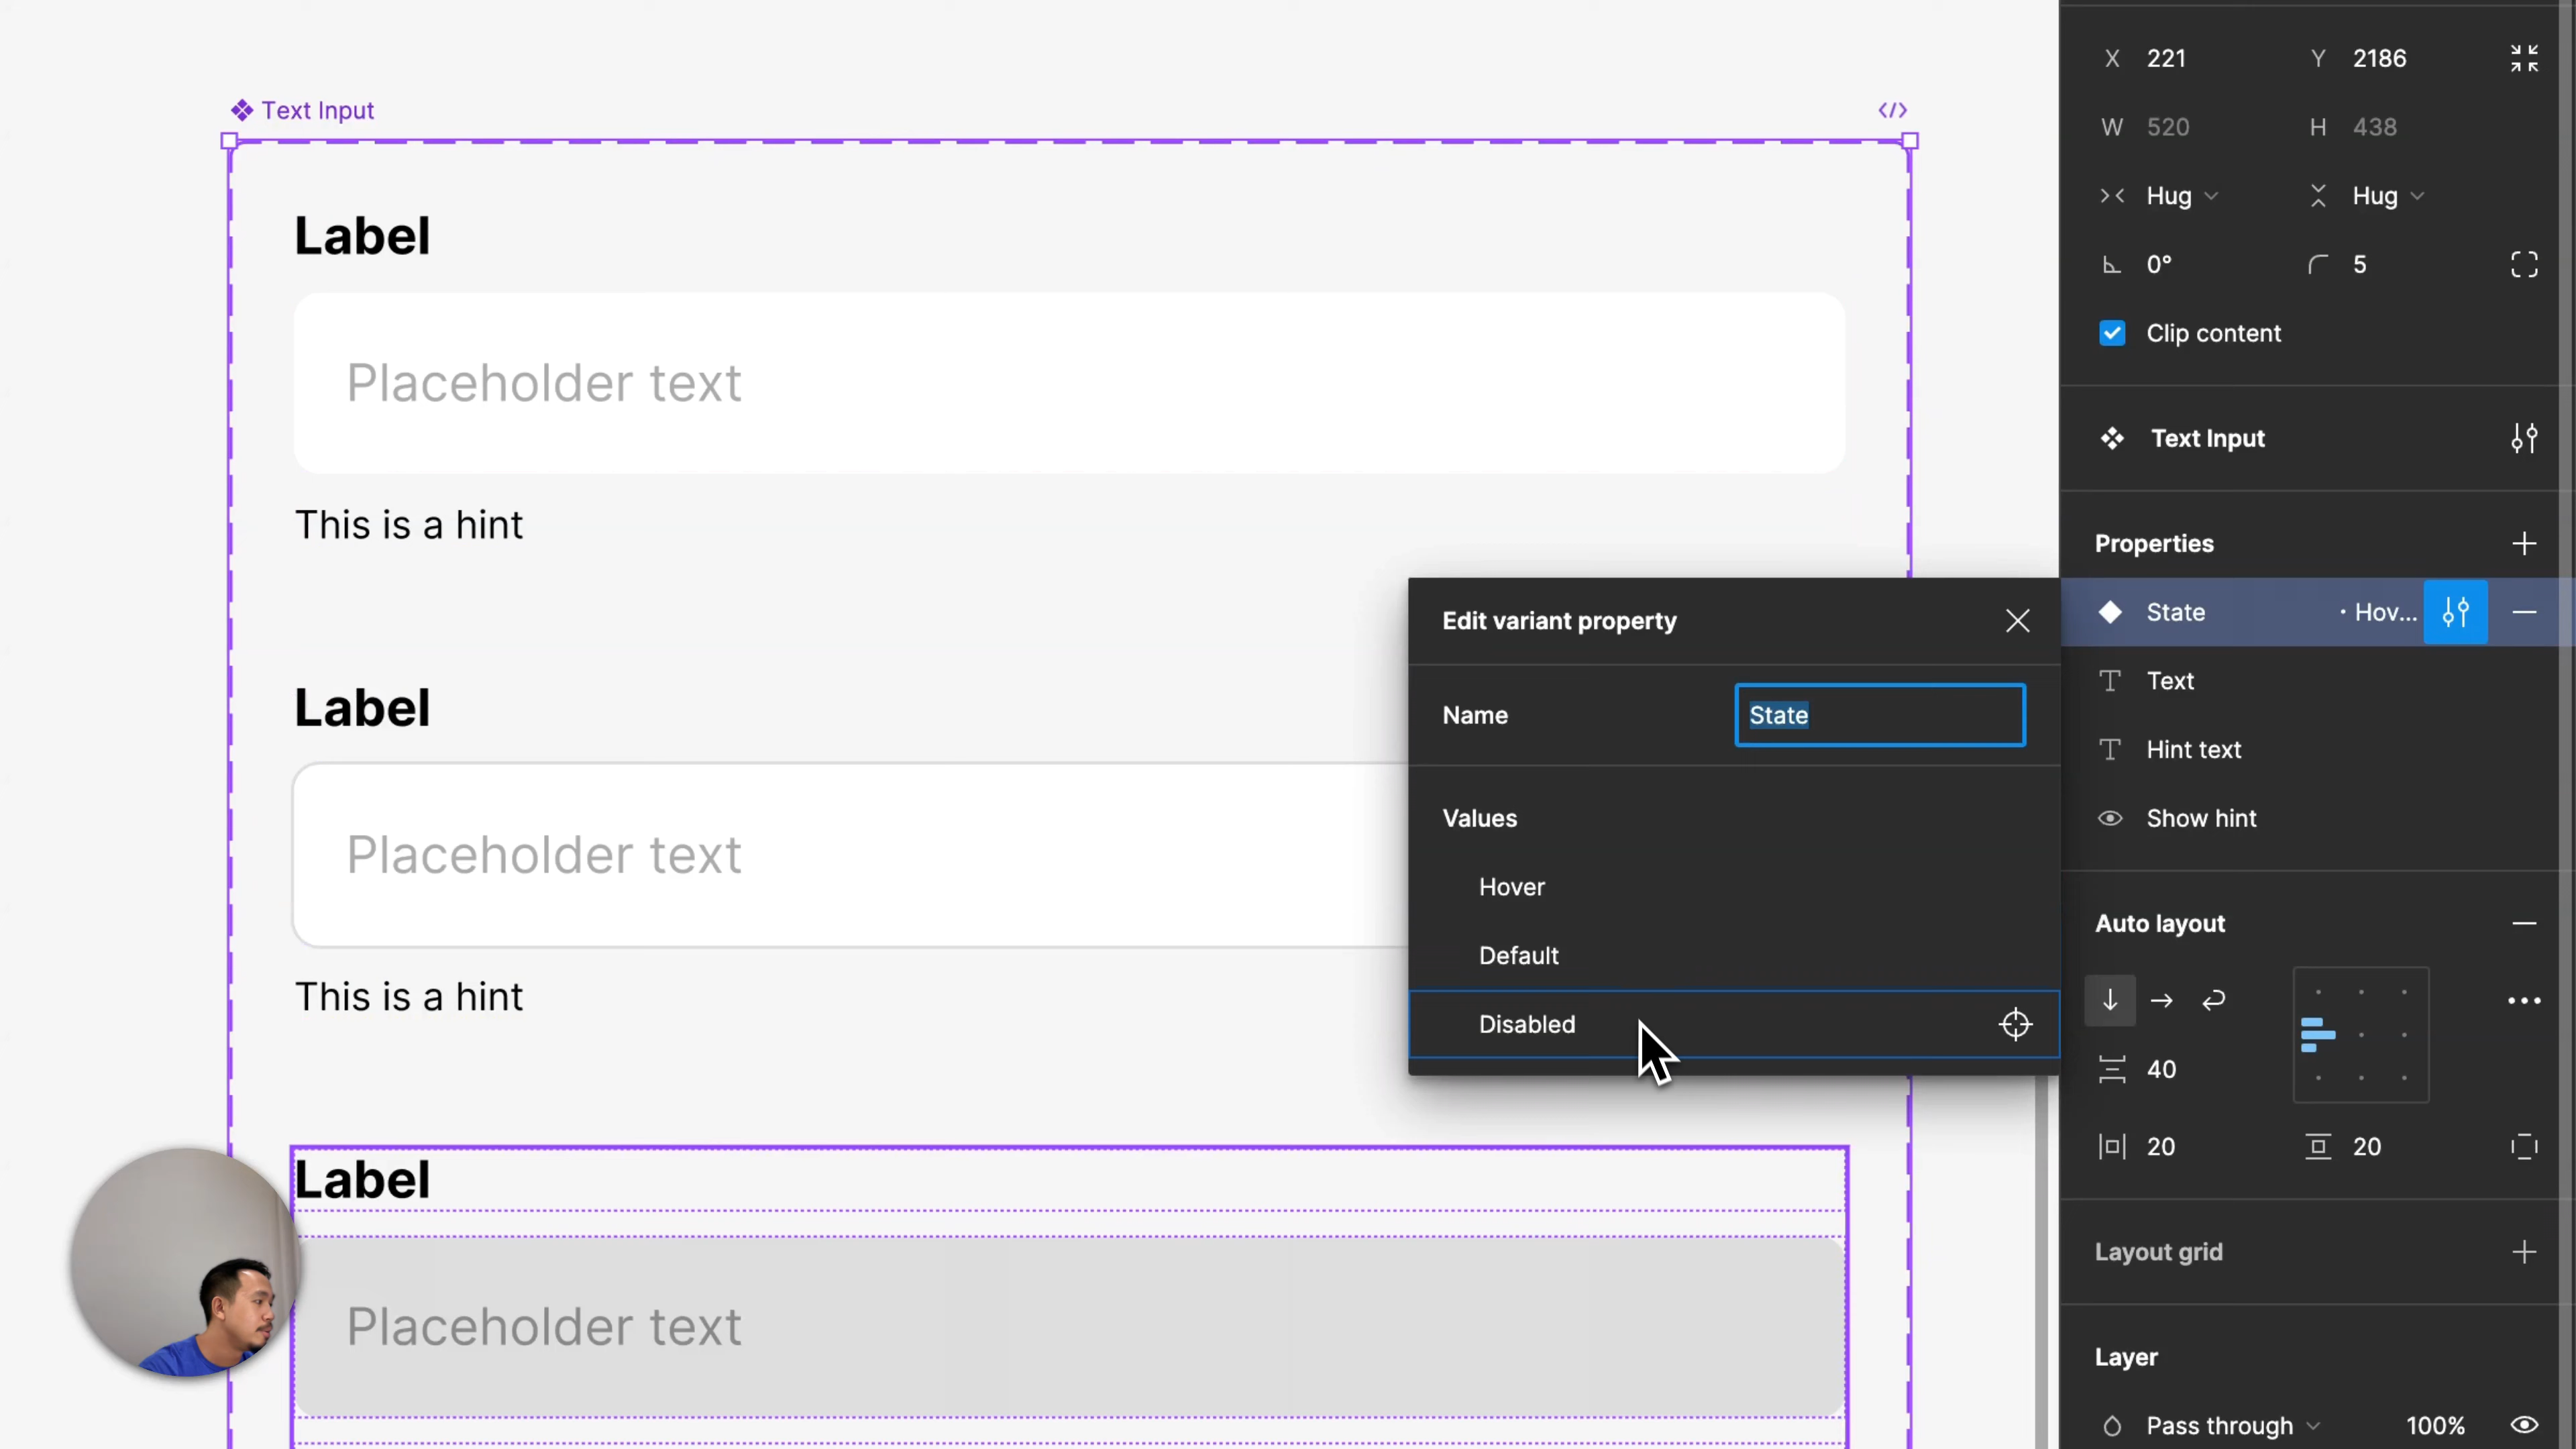 Text Input
</>
Label
Placeholder text
This is a hint
Label
Placeholder text
This is a hint
Label
Placeholder text
Edit variant property
Name
State
Values
Hover
Default
Disabled
X 221 Y 2186
W 520 H 438
Hug Hug
0° 5
Clip content
Text Input
Properties
State • Hov...
T Text
T Hint text
Show hint
Auto layout
40
20 20
Layout grid
Layer
Pass through 100%